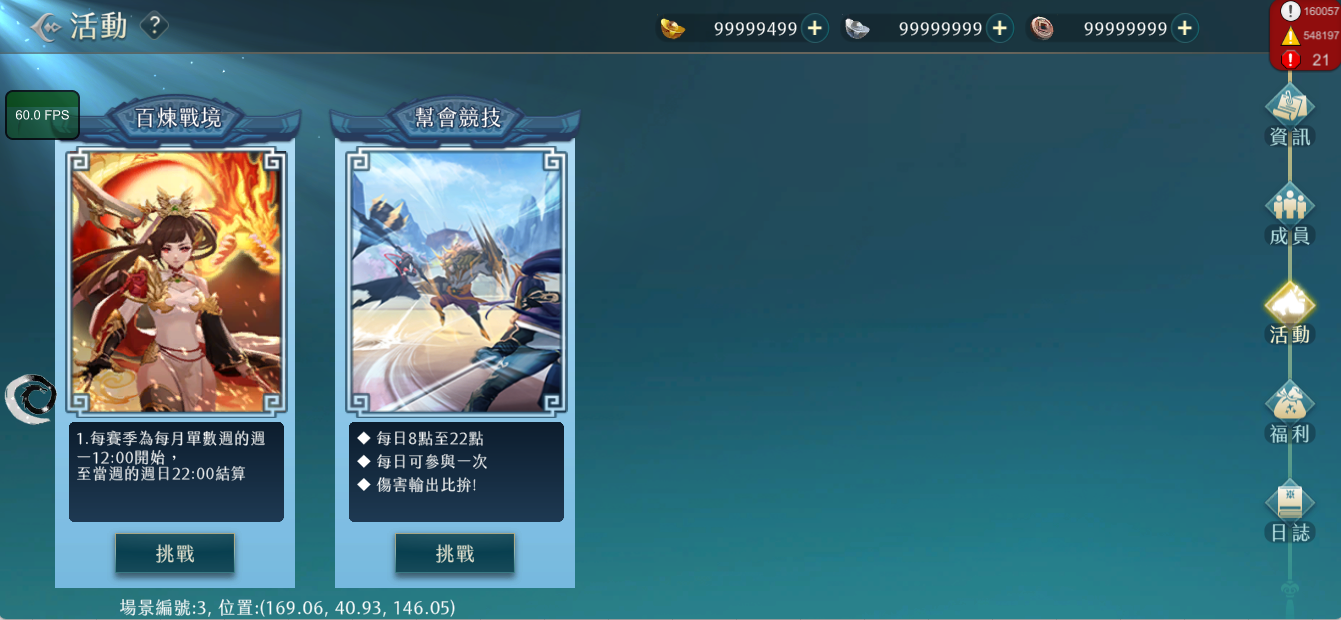 活動 ?
99999499 +
99999999 +
99999999 +
! 160057
! 548197
! 21
60.0 FPS
百煉戰境
1.每賽季為每月單數週的週
一12:00開始，
至當週的週日22:00結算
挑戰
幫會競技
◆ 每日8點至22點
◆ 每日可參與一次
◆ 傷害輸出比拚!
挑戰
資訊
成員
活動
福利
日誌
場景編號:3, 位置:(169.06, 40.93, 146.05)